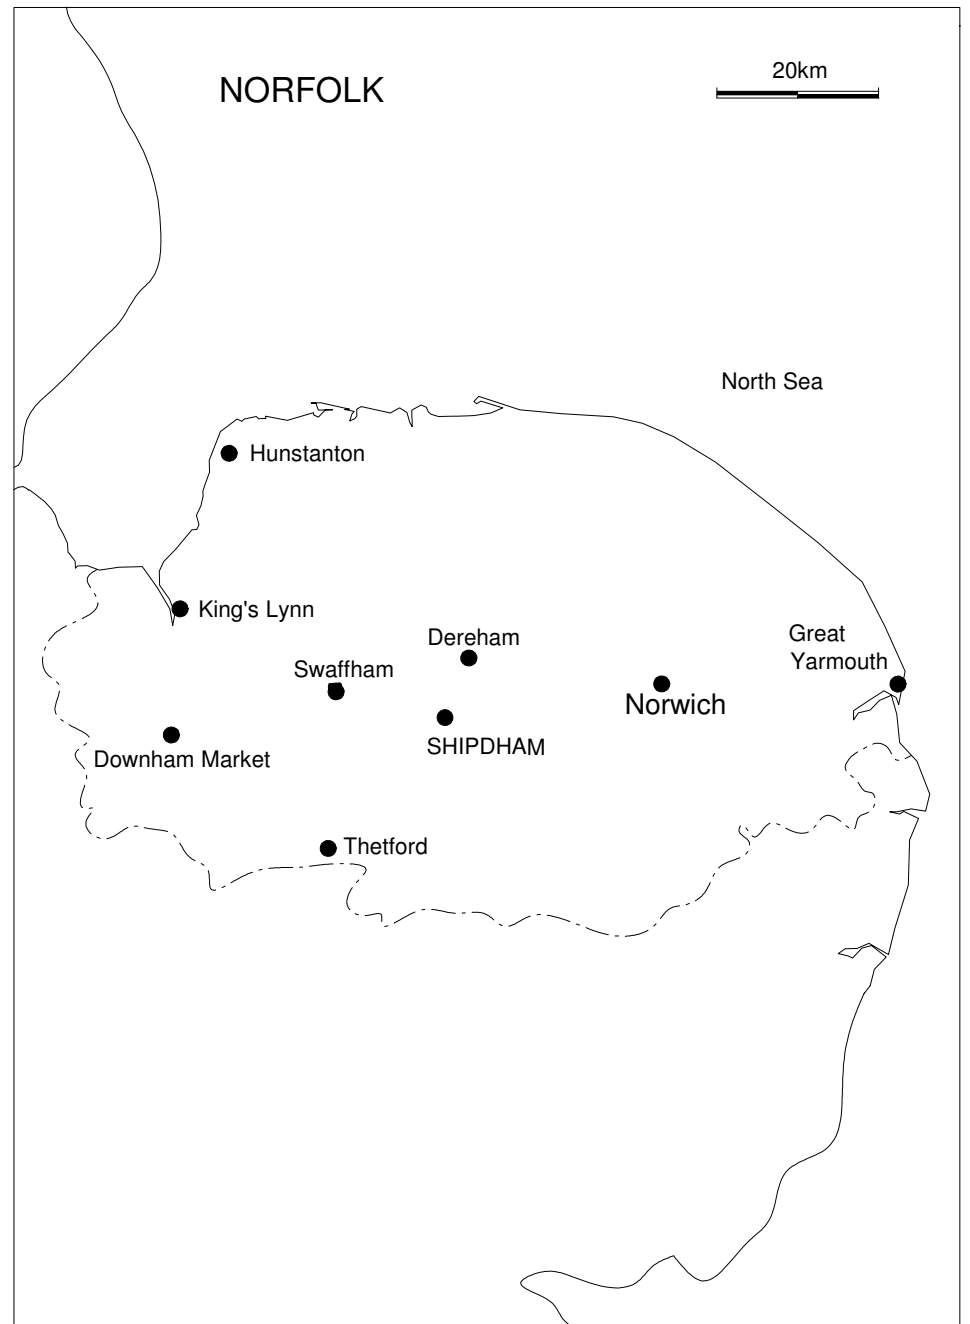 20km
NORFOLK
North Sea
Hunstanton
King's Lynn
Great
Yarmouth
Dereham
Swaffham
Norwich
SHIPDHAM
Downham Market
Thetford